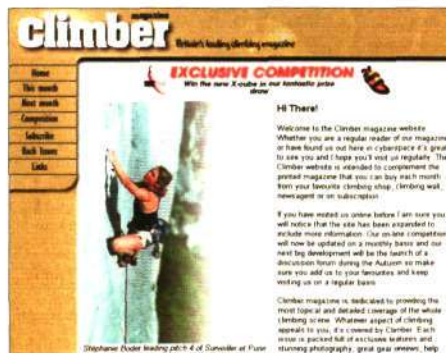 Climber
magazine
Britain's leading climbing magazine
Home
This month
Next month
Competition
Subscribe
Back Issues
Links
EXCLUSIVE COMPETITION
Win the new X-cube in our fantastic prize
draw
Hi There!
Welcome to the Climber magazine website
Whether you are a regular reader of our magazine
or have found us out here in cyberspace it's great
to see you and I hope you'll visit us regularly. The
Climber website is intended to complement the
printed magazine that you can buy each month
from your favourite climbing shop, climbing wall,
newsagent or on subscription.
If you have visited us online before I am sure you
will notice that the site has been expanded to
include more information. Our on-line competition
will now be updated on a monthly basis and our
next big development will be the launch of a
discussion forum during the Autumn so make
sure you add us to your favourites and keep
visiting us on a regular basis
Climber magazine is dedicated to providing the
most topical and detailed coverage of the whole
climbing scene. Whatever aspect of climbing
appeals to you, it's covered by Climber. Each
issue is packed full of exclusive features and
stunning photography, great gear reviews, help
Stephanie Bodet leading pitch 4 of